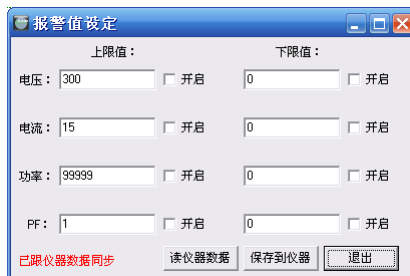 报警值设定
上限值： 下限值：
电压： 300 开启 0 开启
电流： 15 开启 0 开启
功率： 99999 开启 0 开启
PF： 1 开启 0 开启
已跟仪器数据同步 读仪器数据 保存到仪器 退出